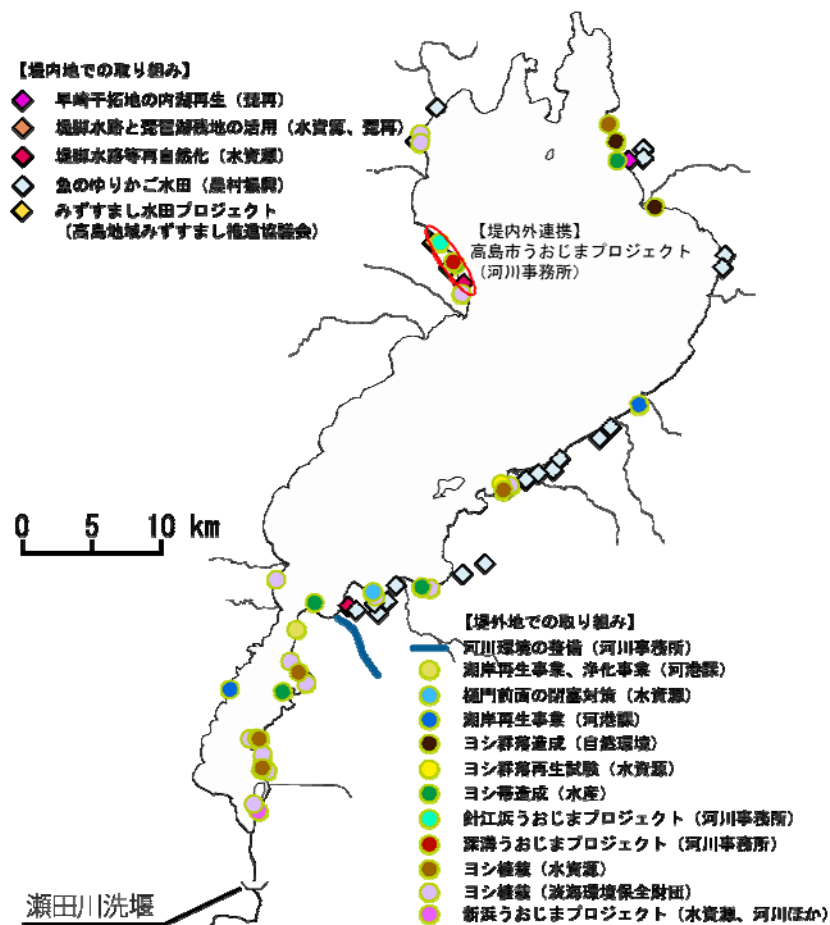 【堤内地での取り組み】
早崎干拓地の内湖再生（琵再）
堤脚水路と琵琶湖残地の活用（水資源、琵再）
堤脚水路等再自然化（水資源）
魚のゆりかご水田（農村振興）
みずすまし水田プロジェクト
（高島地域みずすまし推進協議会）
【堤内外連携】
高島市うおじまプロジェクト
（河川事務所）
0 5 10 km
【堤外地での取り組み】
河川環境の整備（河川事務所）
湖岸再生事業、浄化事業（河港課）
樋門前面の閉塞対策（水資源）
湖岸再生事業（河港課）
ヨシ群落造成（自然環境）
ヨシ群落再生試験（水資源）
ヨシ帯造成（水産）
針江浜うおじまプロジェクト（河川事務所）
深溝うおじまプロジェクト（河川事務所）
ヨシ植栽（水資源）
ヨシ植栽（淡海環境保全財団）
新浜うおじまプロジェクト（水資源、河川ほか）
瀬田川洗堰